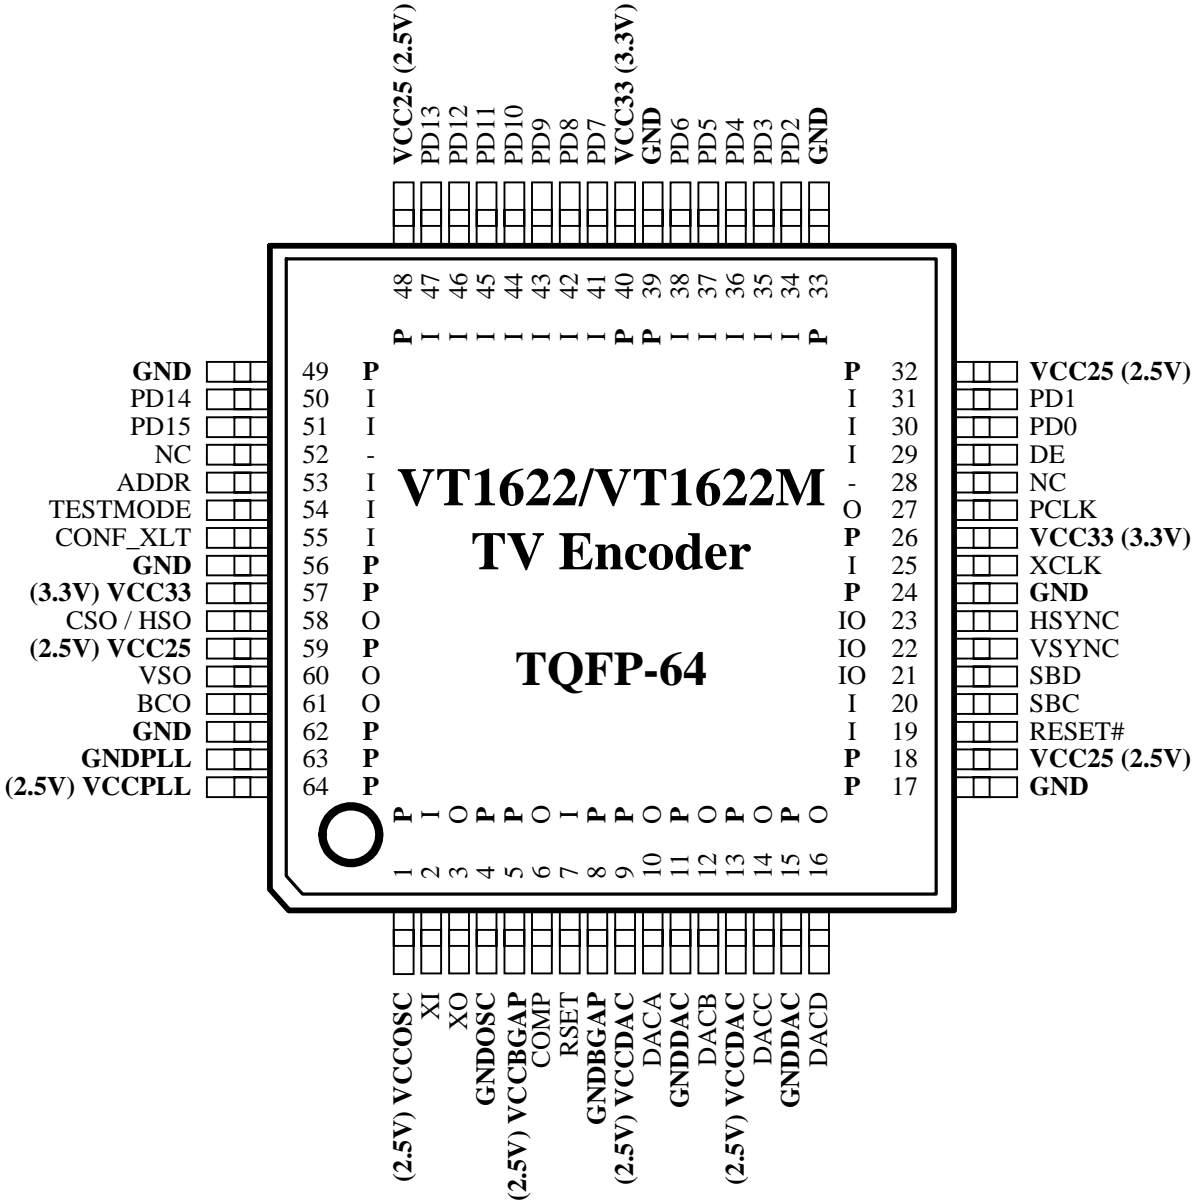 VCC25 (2.5V)
PD13
PD12
PD11
PD10
PD9
PD8
PD7
VCC33 (3.3V)
GND
PD6
PD5
PD4
PD3
PD2
GND
48 47 46 45 44 43 42 41 40 39 38 37 36 35 34 33
P I I I I I I I P P I I I I I P
GND 49 P
PD14 50 I
PD15 51 I
NC 52 -
ADDR 53 I
TESTMODE 54 I
CONF_XLT 55 I
GND 56 P
(3.3V) VCC33 57 P
CSO / HSO 58 O
(2.5V) VCC25 59 P
VSO 60 O
BCO 61 O
GND 62 P
GNDPLL 63 P
(2.5V) VCCPLL 64 P
VT1622/VT1622M
TV Encoder
TQFP-64
P 32 VCC25 (2.5V)
I 31 PD1
I 30 PD0
I 29 DE
- 28 NC
O 27 PCLK
P 26 VCC33 (3.3V)
I 25 XCLK
P 24 GND
IO 23 HSYNC
IO 22 VSYNC
IO 21 SBD
I 20 SBC
I 19 RESET#
P 18 VCC25 (2.5V)
P 17 GND
P I O P P O I P P O P O P O P O
1 2 3 4 5 6 7 8 9 10 11 12 13 14 15 16
(2.5V) VCCOSC
XI
XO
GNDOSC
(2.5V) VCCBGAP
COMP
RSET
GNDBGAP
(2.5V) VCCDAC
DACA
GNDDAC
DACB
(2.5V) VCCDAC
DACC
GNDDAC
DACD